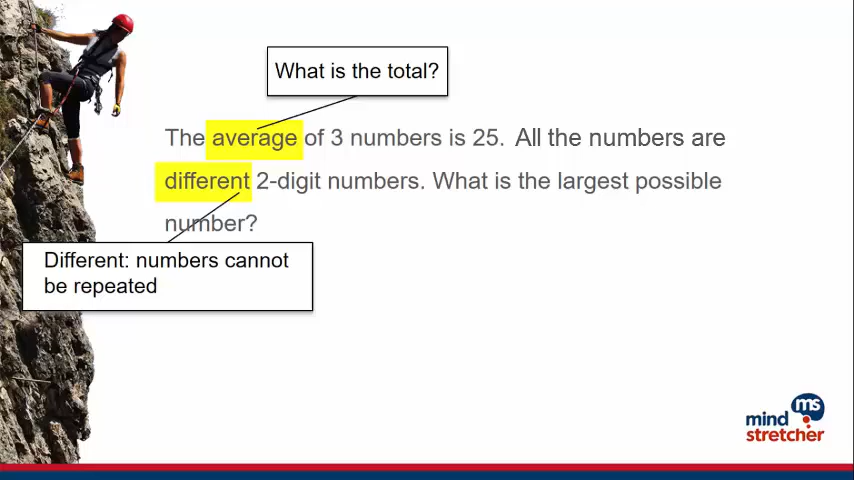 What is the total?
The average of 3 numbers is 25. All the numbers are
different 2-digit numbers. What is the largest possible
number?
Different: numbers cannot
be repeated
ms
mind
stretcher